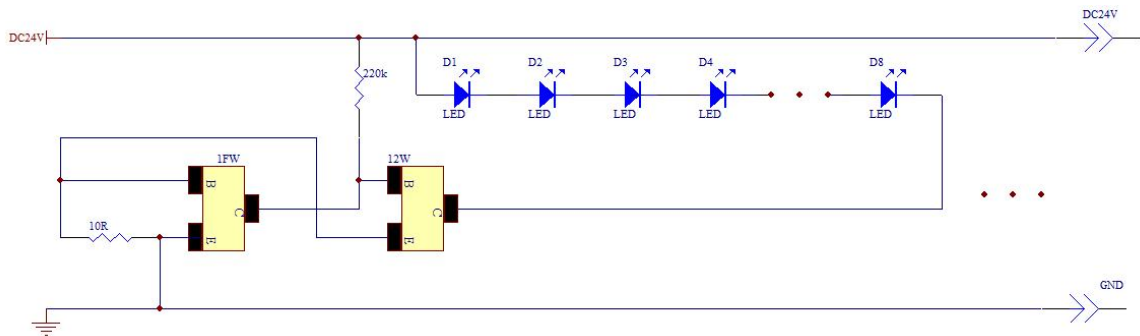 DC24V
DC24V
220k
D1
D2
D3
D4
D8
LED
LED
LED
LED
LED
1FW
12W
B
C
E
B
C
E
10R
GND